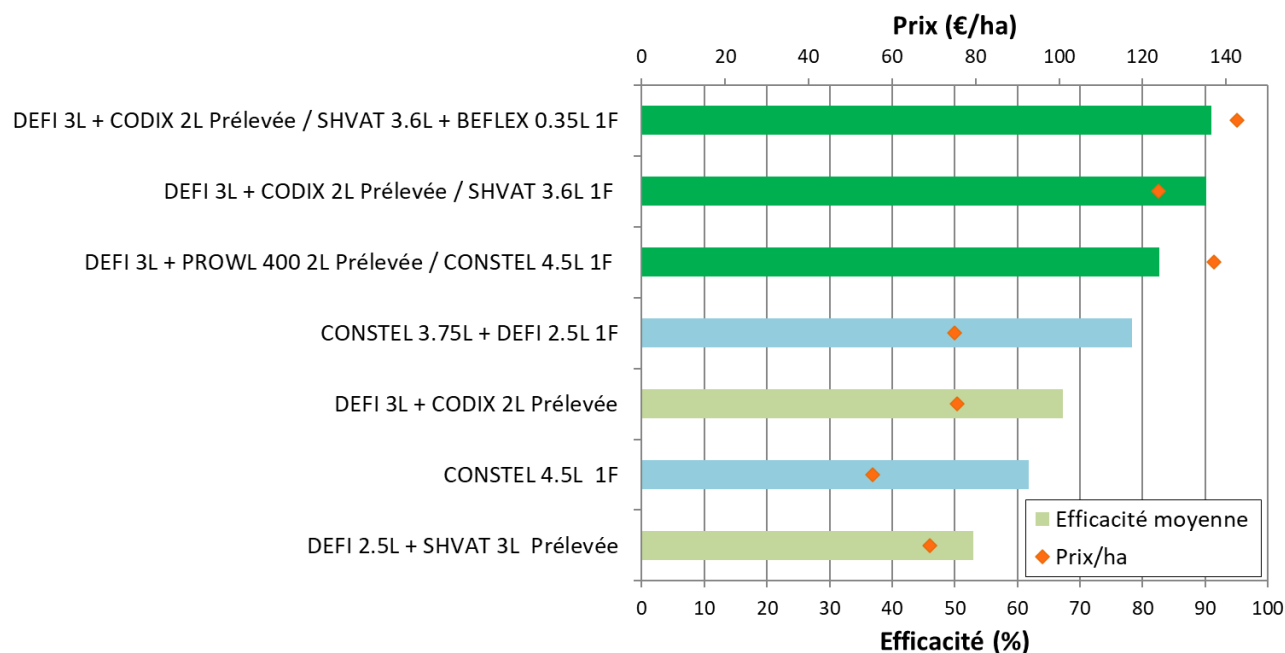 Prix (€/ha)
0 20 40 60 80 100 120 140
DEFI 3L + CODIX 2L Prélevée / SHVAT 3.6L + BEFLEX 0.35L 1F
DEFI 3L + CODIX 2L Prélevée / SHVAT 3.6L 1F
DEFI 3L + PROWL 400 2L Prélevée / CONSTEL 4.5L 1F
CONSTEL 3.75L + DEFI 2.5L 1F
DEFI 3L + CODIX 2L Prélevée
CONSTEL 4.5L 1F
DEFI 2.5L + SHVAT 3L Prélevée
Efficacité moyenne
Prix/ha
0 10 20 30 40 50 60 70 80 90 100
Efficacité (%)